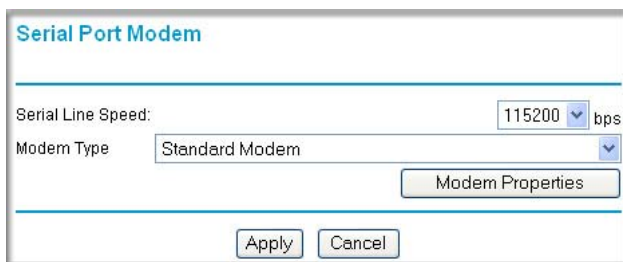 Serial Port Modem
Serial Line Speed: 115200 bps
Modem Type Standard Modem
Modem Properties
Apply Cancel